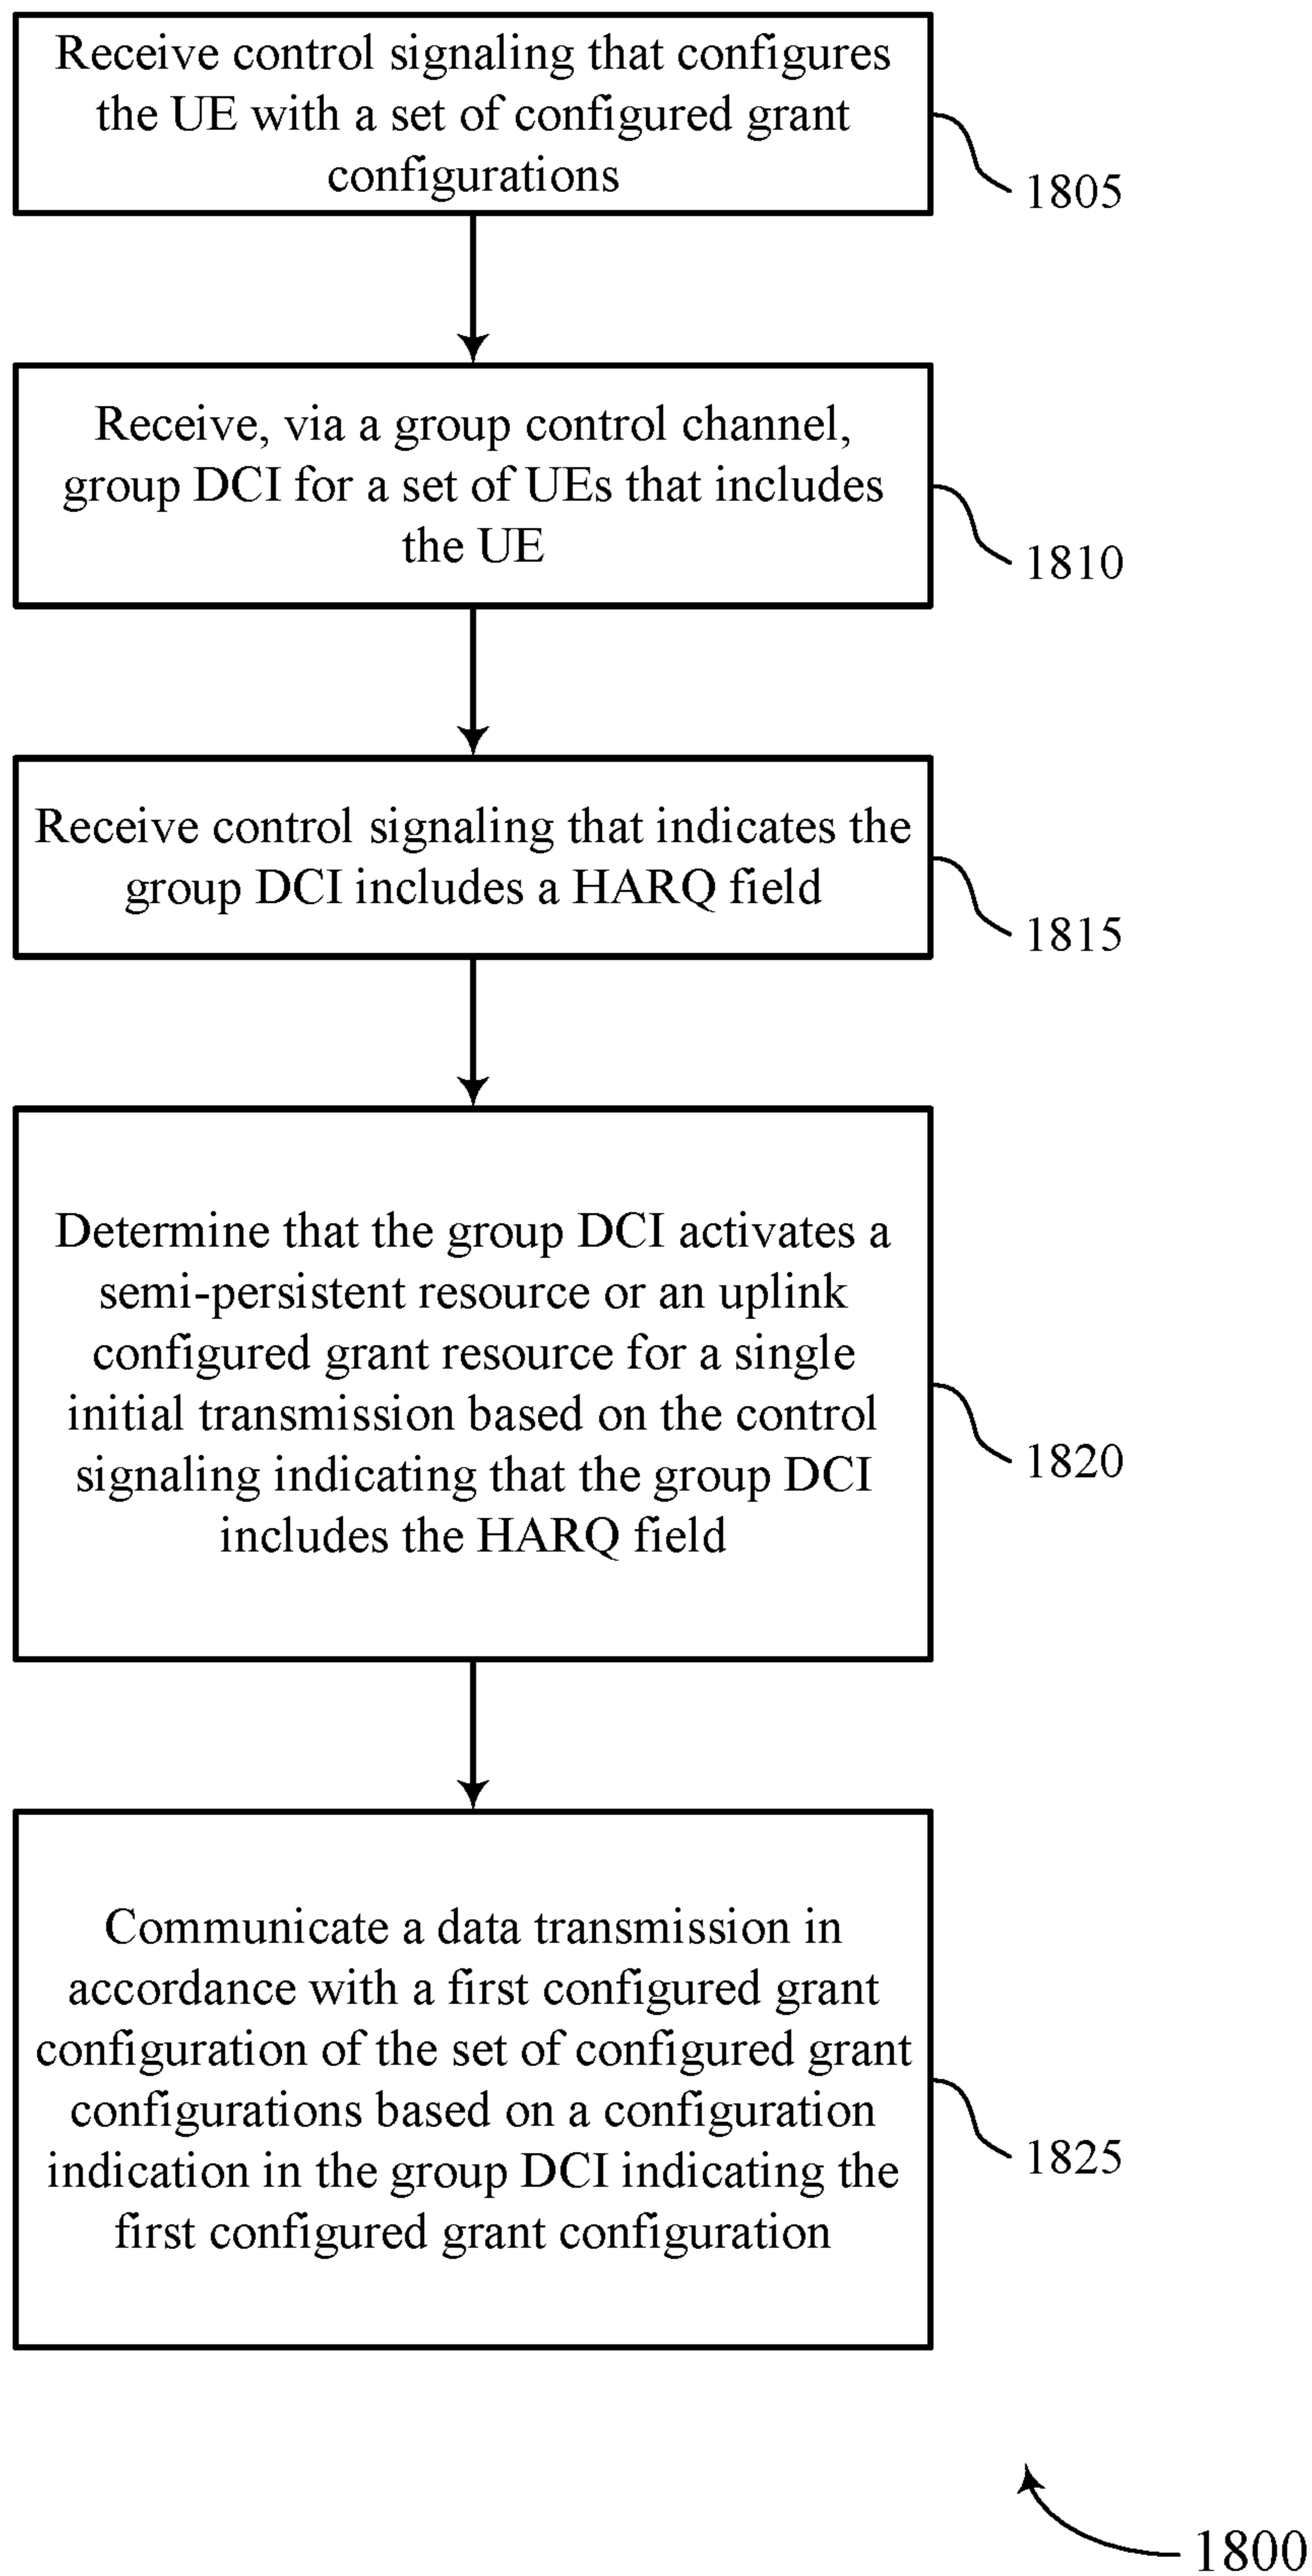 Receive control signaling that configures
the UE with a set of configured grant
configurations
1805
Receive, via a group control channel,
group DCI for a set of UEs that includes
the UE
1810
Receive control signaling that indicates the
group DCI includes a HARQ field
1815
Determine that the group DCI activates a
semi-persistent resource or an uplink
configured grant resource for a single
initial transmission based on the control
signaling indicating that the group DCI
includes the HARQ field
1820
Communicate a data transmission in
accordance with a first configured grant
configuration of the set of configured grant
configurations based on a configuration
indication in the group DCI indicating the
first configured grant configuration
1825
1800